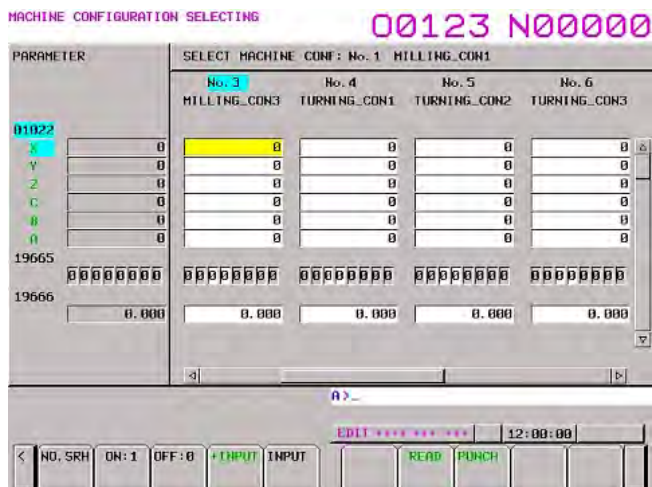 MACHINE CONFIGURATION SELECTING
O0123 N00000
PARAMETER
SELECT MACHINE CONF: No.1 MILLING_CON1
No.3 No.4 No.5 No.6
MILLING_CON3 TURNING_CON1 TURNING_CON2 TURNING_CON3
01022
X 0 0 0 0 0
Y 0 0 0 0 0
Z 0 0 0 0 0
C 0 0 0 0 0
B 0 0 0 0 0
A 0 0 0 0 0
19665
00000000 00000000 00000000 00000000 00000000
19666
0.000 0.000 0.000 0.000 0.000
A>_
EDIT **** *** *** 12:00:00
< NO.SRH ON:1 OFF:0 +INPUT INPUT READ PUNCH